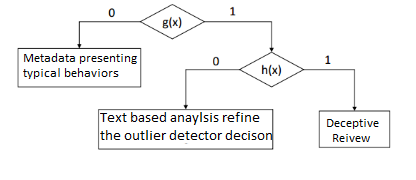 0
g(x)
1
Metadata presenting
typical behaviors
0
h(x)
1
Text based anaylsis refine
the outlier detector decison
Deceptive
Reivew